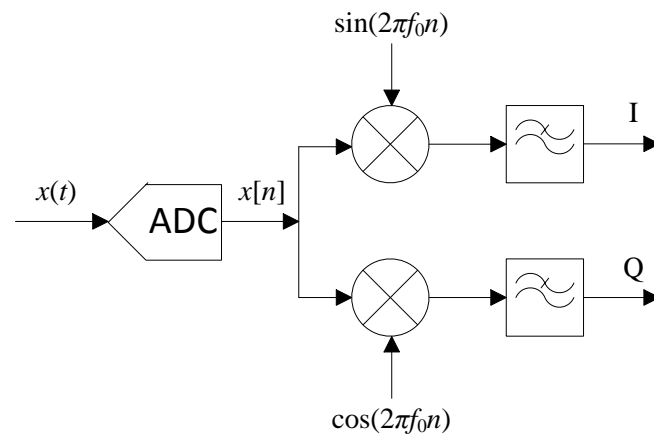 sin(2πf₀n)
I
x(t)
ADC
x[n]
Q
cos(2πf₀n)